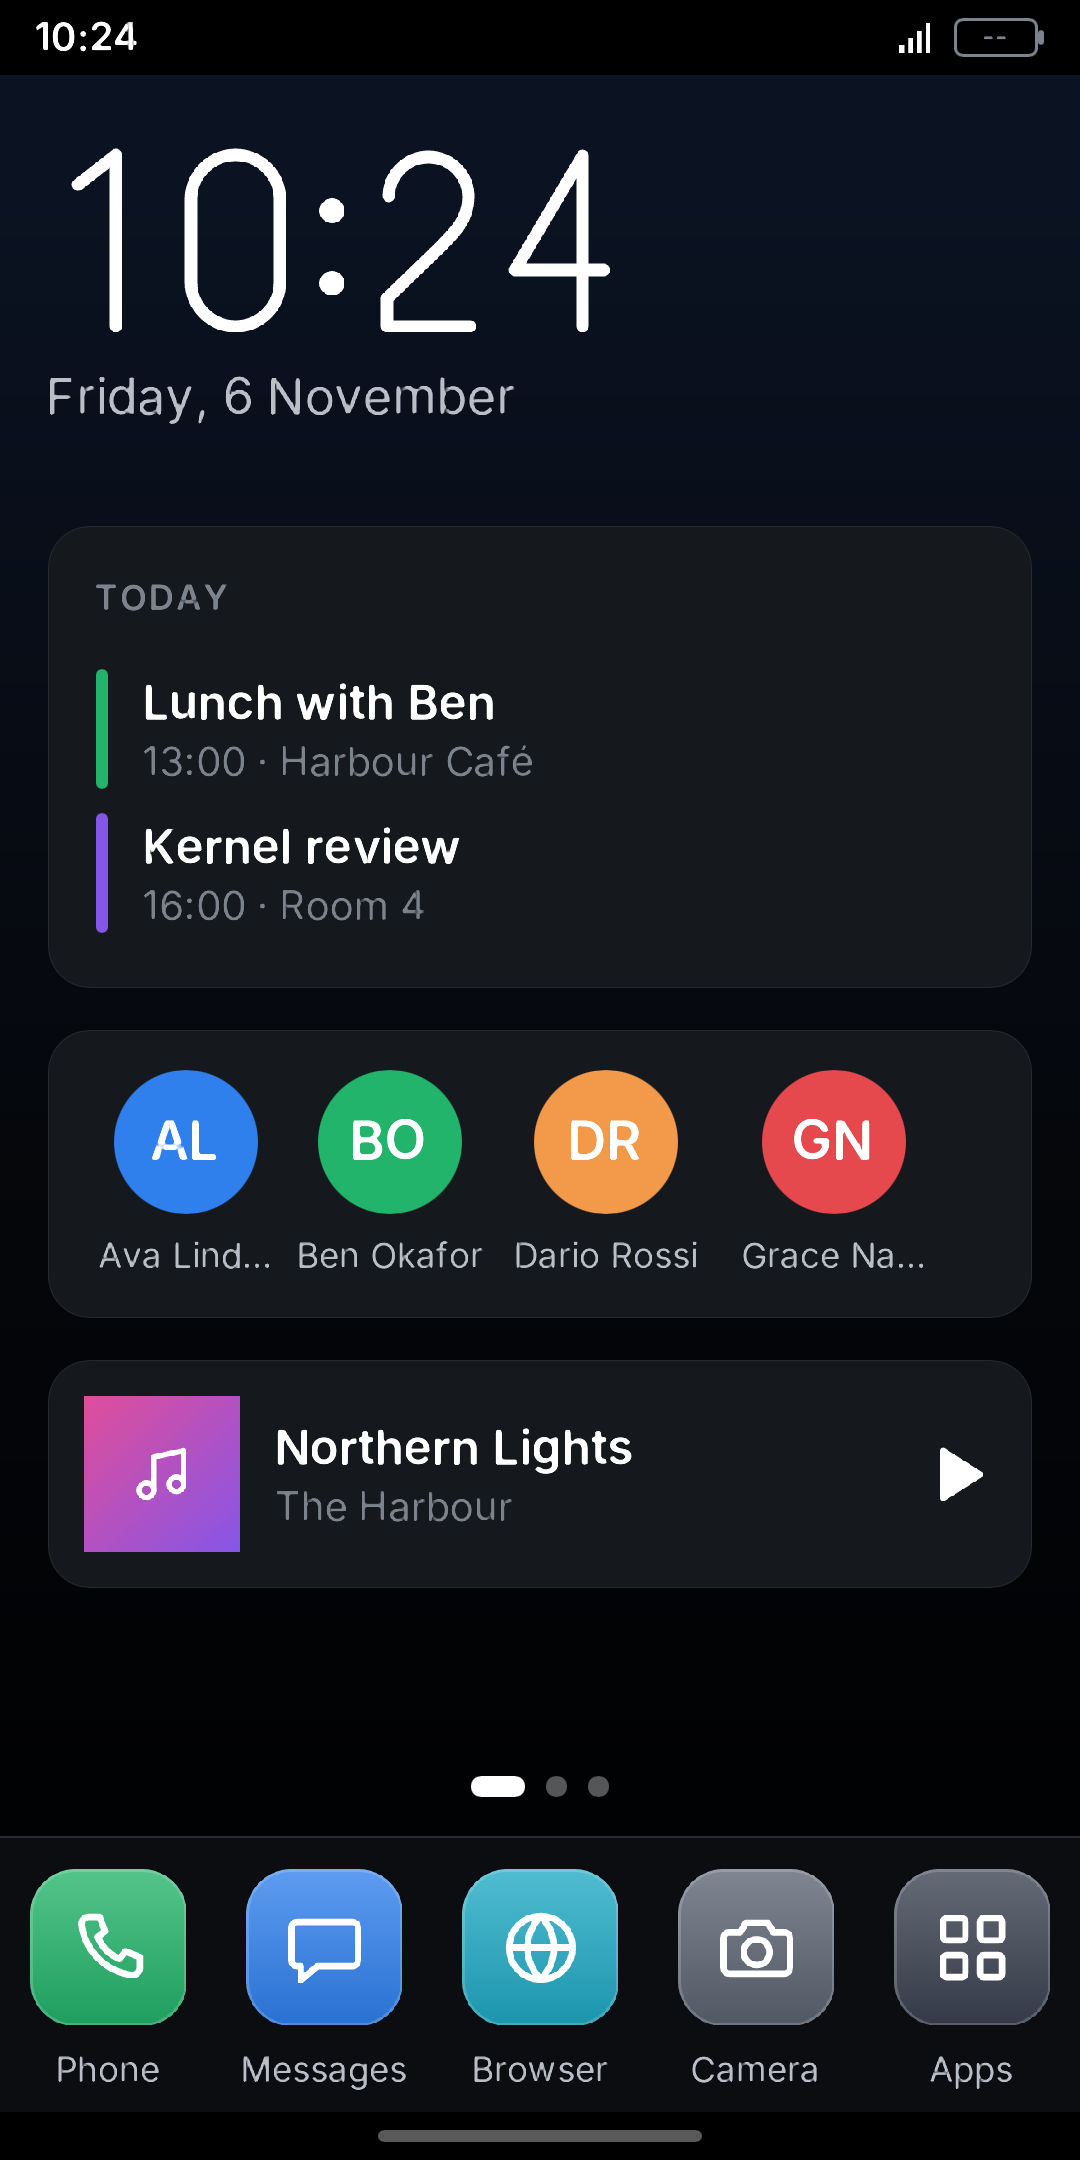 10:24
--
10:24
Friday, 6 November
TODAY
Lunch with Ben
13:00 · Harbour Café
Kernel review
16:00 · Room 4
AL BO DR GN
Ava Lind... Ben Okafor Dario Rossi Grace Na...
Northern Lights
The Harbour
Phone Messages Browser Camera Apps